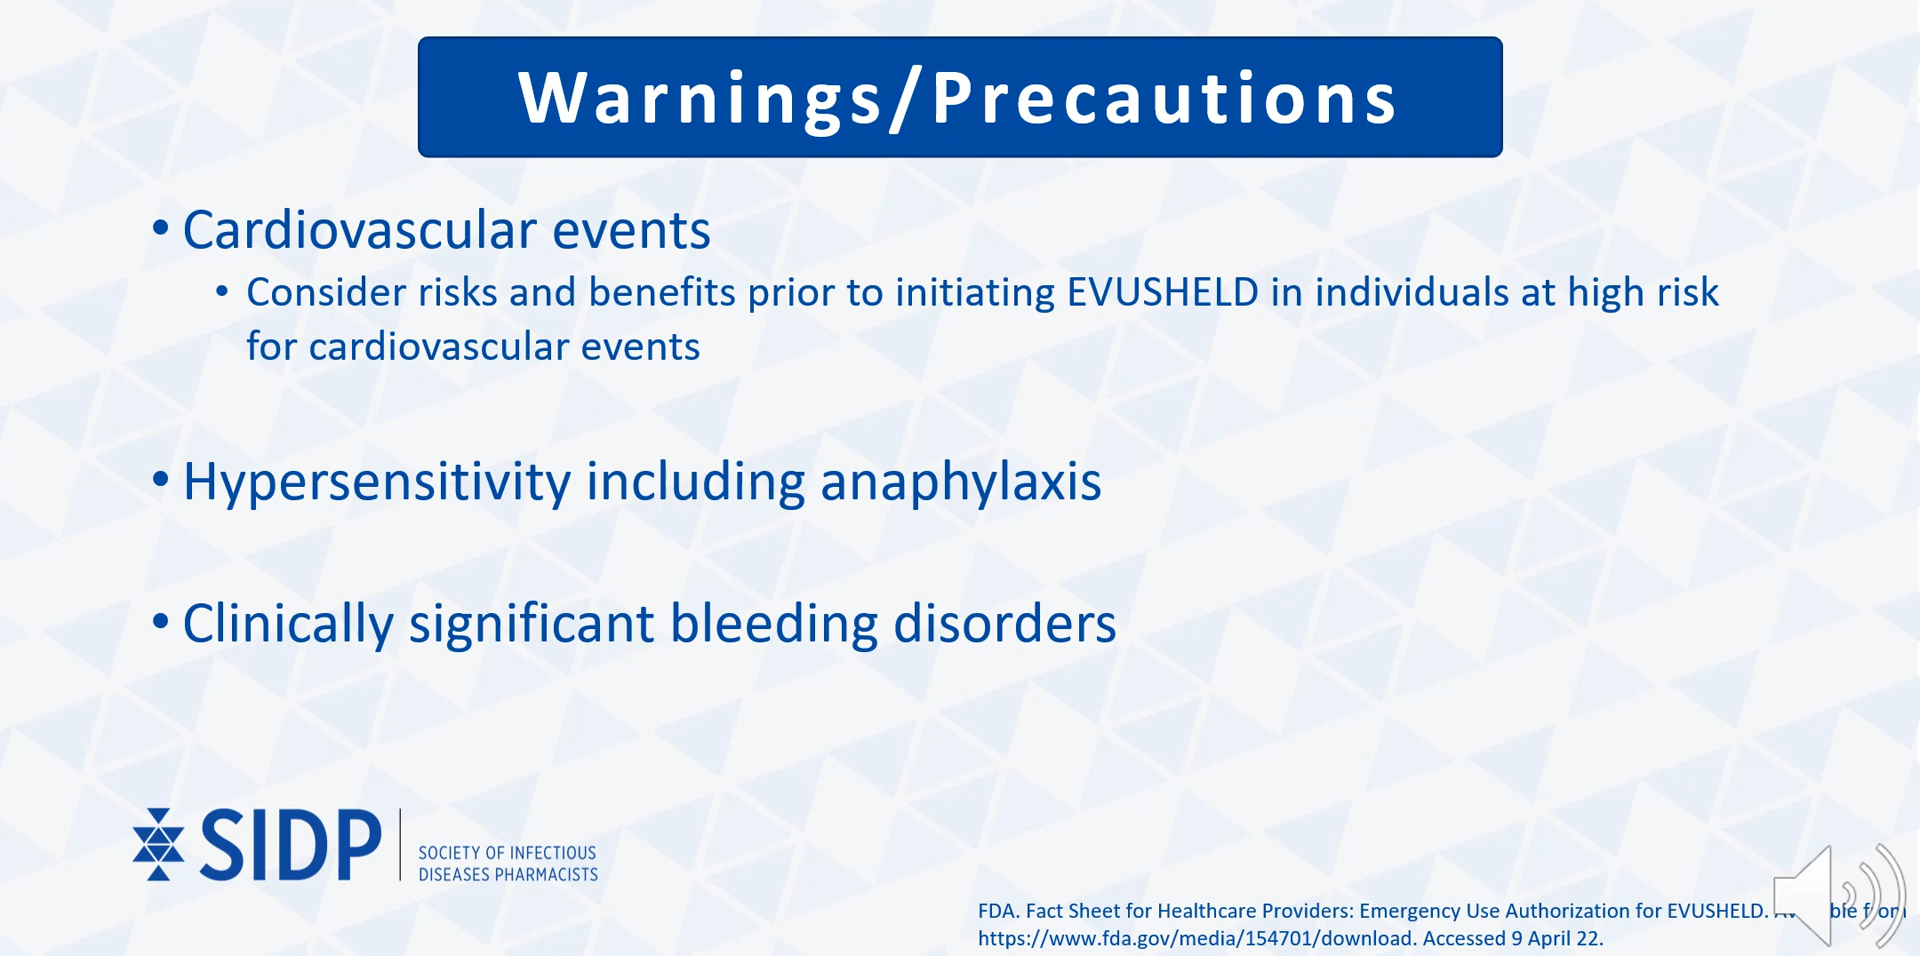 Warnings/Precautions
• Cardiovascular events
• Consider risks and benefits prior to initiating EVUSHELD in individuals at high risk
for cardiovascular events
• Hypersensitivity including anaphylaxis
• Clinically significant bleeding disorders
SIDP
SOCIETY OF INFECTIOUS
DISEASES PHARMACISTS
FDA. Fact Sheet for Healthcare Providers: Emergency Use Authorization for EVUSHELD. from
https://www.fda.gov/media/154701/download. Accessed 9 April 22.